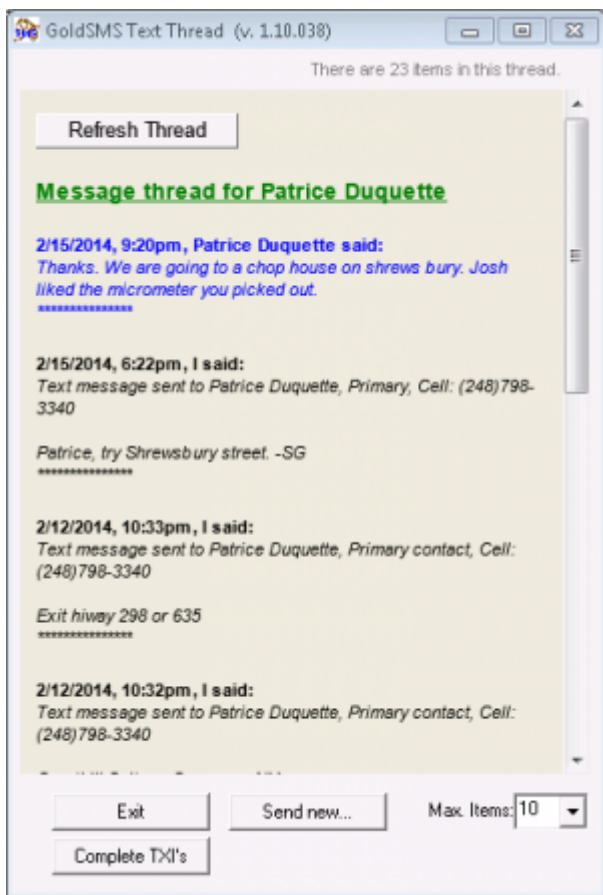 GoldSMS Text Thread (v. 1.10.038)
There are 23 items in this thread.
Refresh Thread
Message thread for Patrice Duquette
2/15/2014, 9:20pm, Patrice Duquette said:
Thanks. We are going to a chop house on shrews bury. Josh
liked the micrometer you picked out.
***************
2/15/2014, 6:22pm, I said:
Text message sent to Patrice Duquette, Primary, Cell: (248)798-
3340
Patrice, try Shrewsbury street. -SG
***************
2/12/2014, 10:33pm, I said:
Text message sent to Patrice Duquette, Primary contact, Cell:
(248)798-3340
Exit hiway 298 or 635
***************
2/12/2014, 10:32pm, I said:
Text message sent to Patrice Duquette, Primary contact, Cell:
(248)798-3340
Exit
Send new...
Max. Items: 10
Complete TXI's